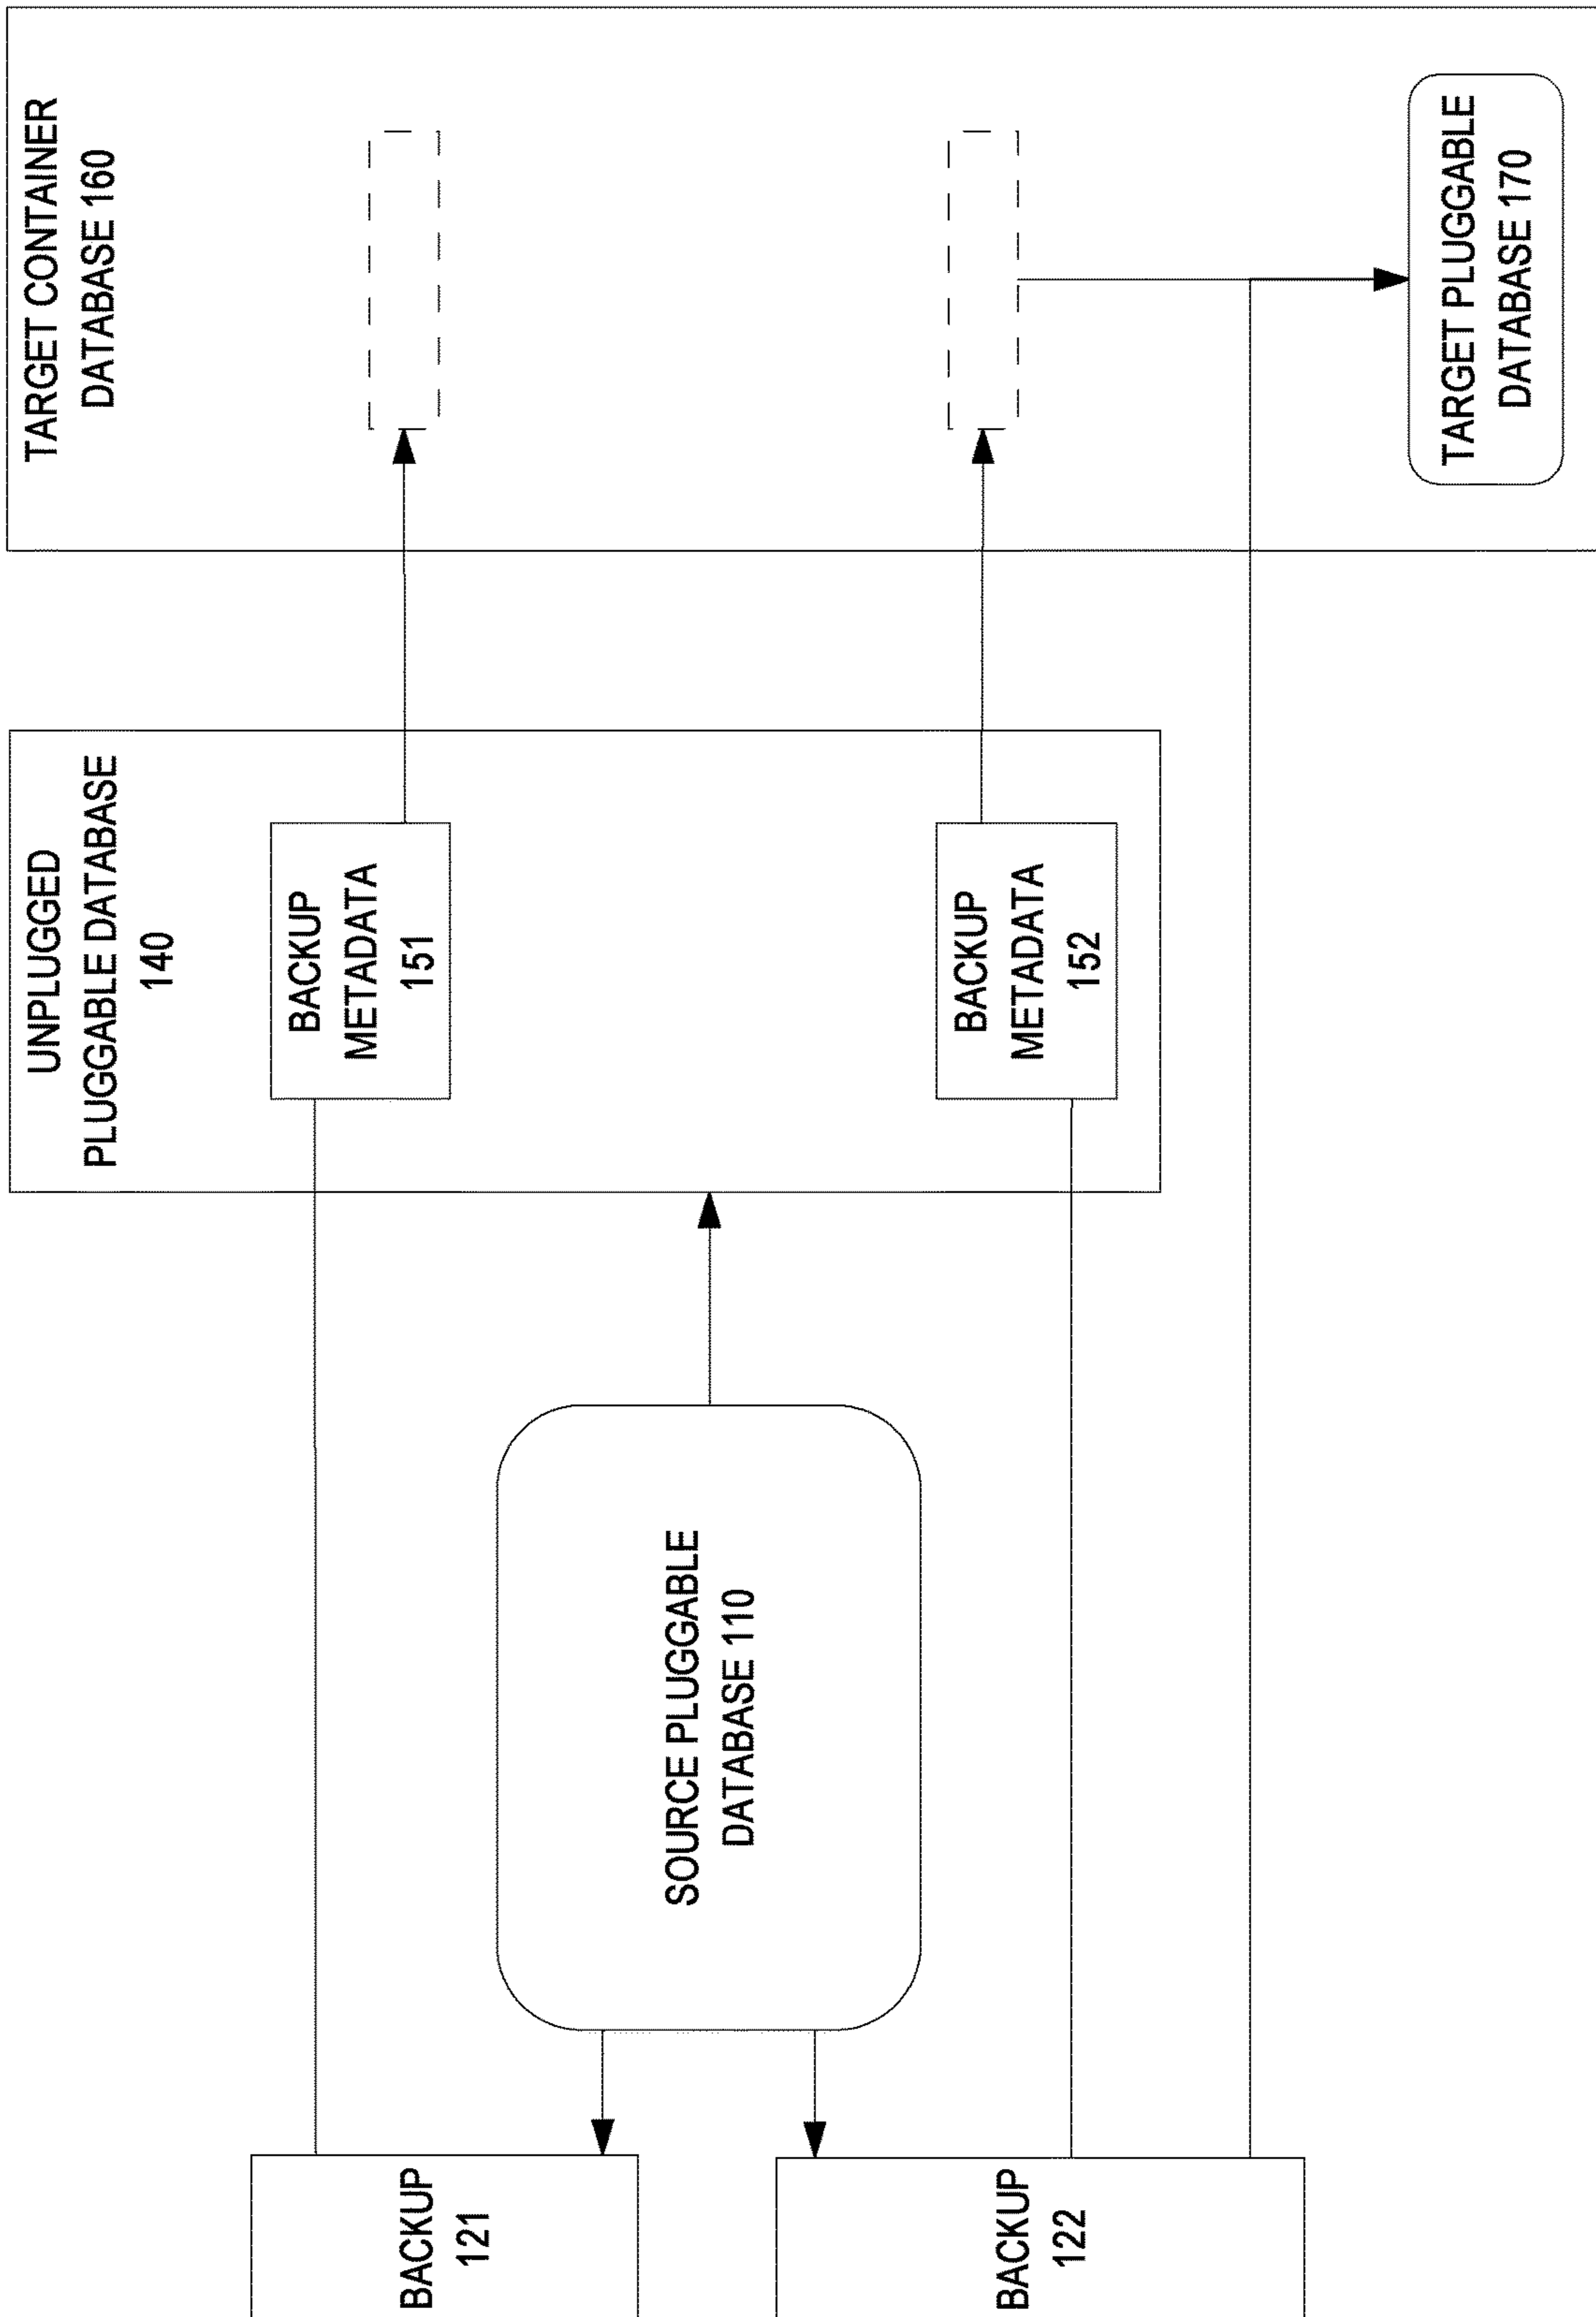 TARGET CONTAINER
DATABASE 160
TARGET PLUGGABLE
DATABASE 170
UNPLUGGED
PLUGGABLE DATABASE
140
BACKUP
METADATA
151
BACKUP
METADATA
152
SOURCE PLUGGABLE
DATABASE 110
BACKUP
121
BACKUP
122